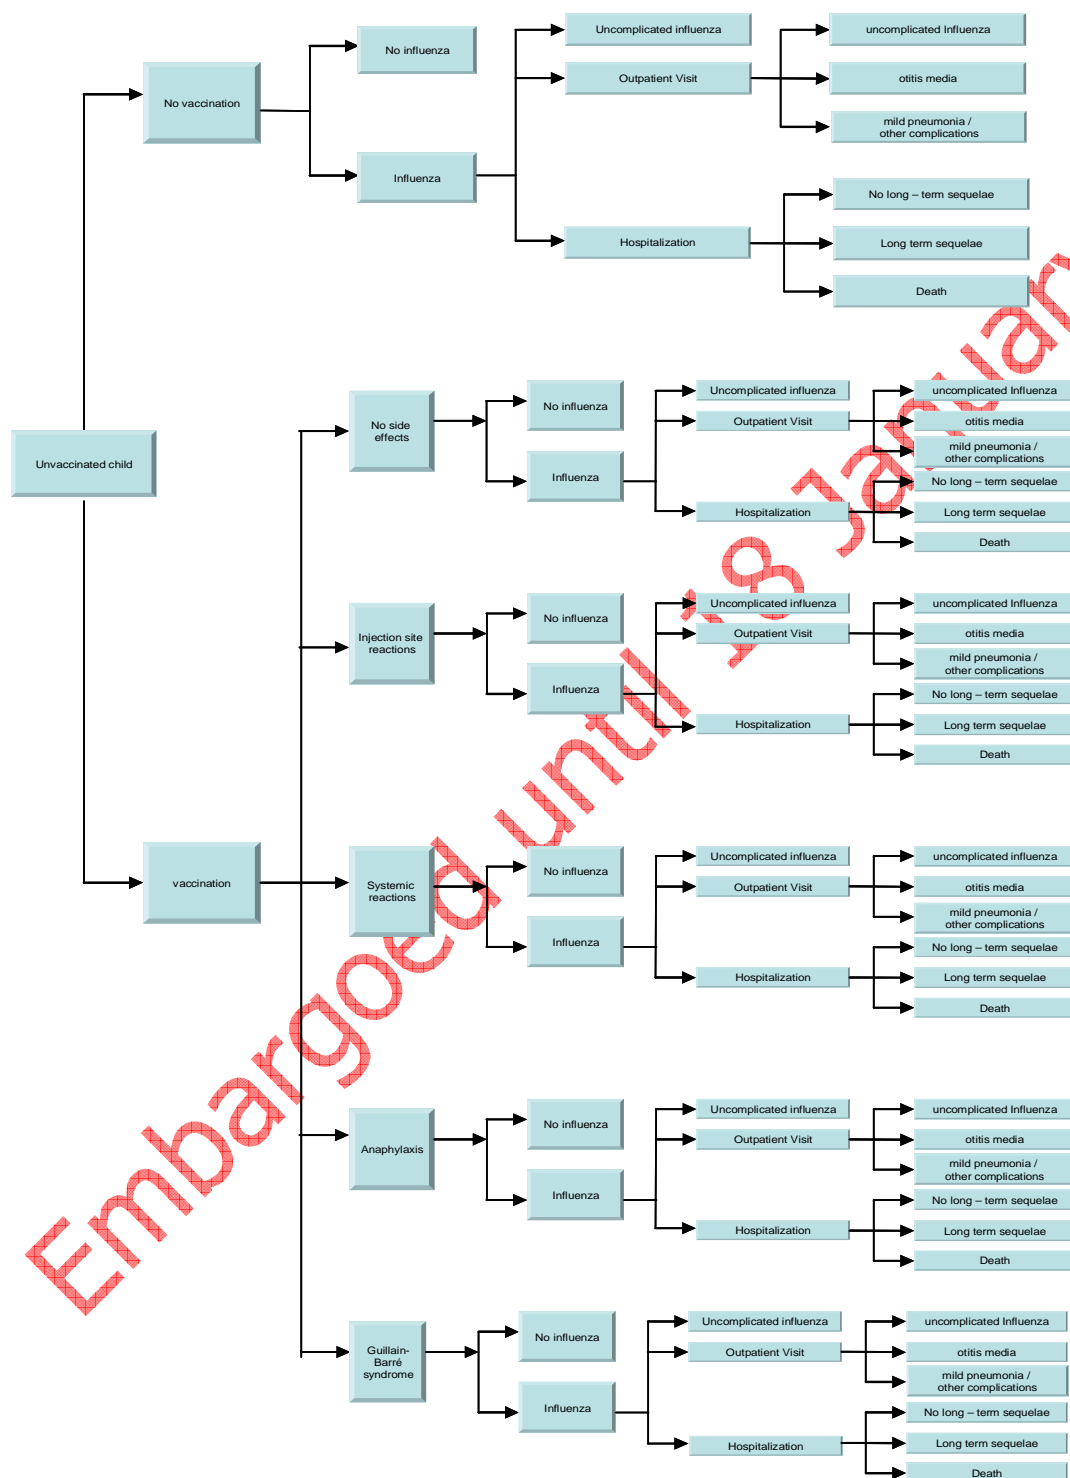 No influenza
Uncomplicated influenza
uncomplicated Influenza
No vaccination
Outpatient Visit
otitis media
mild pneumonia /
other complications
Influenza
No long – term sequelae
Hospitalization
Long term sequelae
Death
Unvaccinated child
No side
effects
No influenza
Uncomplicated influenza
uncomplicated Influenza
Outpatient Visit
otitis media
mild pneumonia /
other complications
Influenza
No long – term sequelae
Hospitalization
Long term sequelae
Death
Injection site
reactions
No influenza
Uncomplicated influenza
uncomplicated Influenza
Outpatient Visit
otitis media
mild pneumonia /
other complications
Influenza
No long – term sequelae
Hospitalization
Long term sequelae
Death
vaccination
Systemic
reactions
No influenza
Uncomplicated influenza
uncomplicated influenza
Outpatient Visit
otitis media
mild pneumonia /
other complications
Influenza
No long – term sequelae
Hospitalization
Long term sequelae
Death
Anaphylaxis
No influenza
Uncomplicated influenza
uncomplicated Influenza
Outpatient Visit
otitis media
mild pneumonia /
other complications
Influenza
No long – term sequelae
Hospitalization
Long term sequelae
Death
Guillain-
Barré
syndrome
No influenza
Uncomplicated influenza
uncomplicated Influenza
Outpatient Visit
otitis media
mild pneumonia /
other complications
Influenza
No long – term sequelae
Hospitalization
Long term sequelae
Death
Embargoed until 18 January